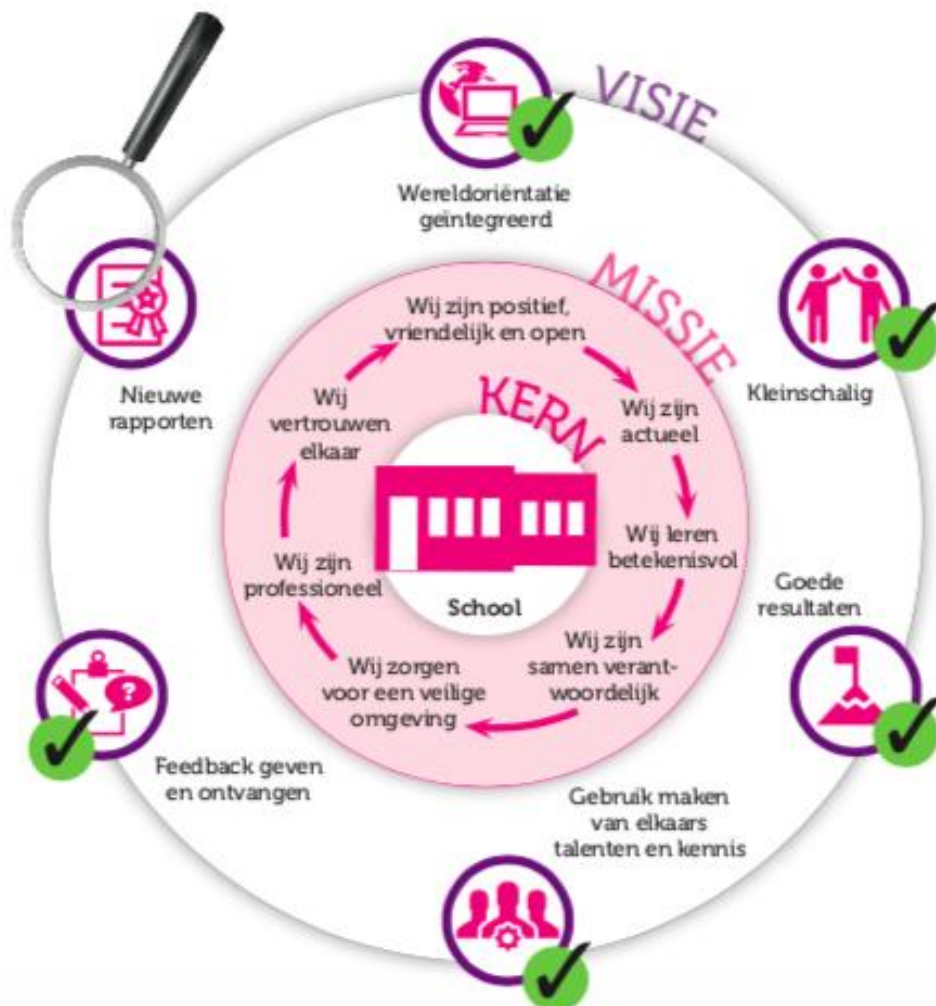 VISIE
Wereldoriëntatie
geïntegreerd
Kleinschalig
Goede
resultaten
Gebruik maken
van elkaars
talenten en kennis
Feedback geven
en ontvangen
Nieuwe
rapporten
MISSIE
Wij zijn positief,
vriendelijk en open
Wij zijn
actueel
Wij leren
betekenisvol
Wij zijn
samen verant-
woordelijk
Wij zorgen
voor een veilige
omgeving
Wij zijn
professioneel
Wij
vertrouwen
elkaar
KERN
School
?